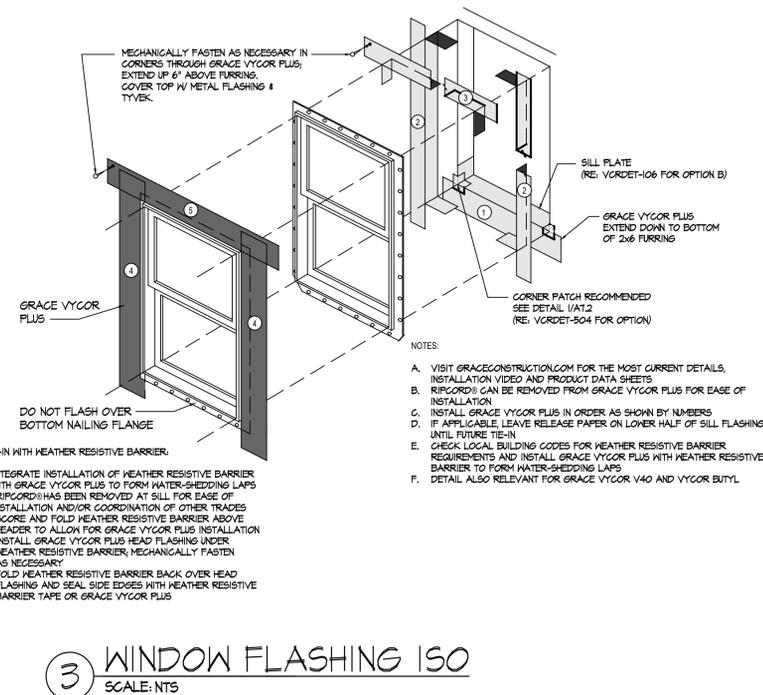 MECHANICALLY FASTEN AS NECESSARY IN
CORNERS THROUGH GRACE VYCOR PLUS;
EXTEND UP 6" ABOVE FURRING.
COVER TOP W/ METAL FLASHING &
TYVEK.
2
3
SILL PLATE
(RE: VCRDET-106 FOR OPTION B)
2
1
GRACE VYCOR PLUS
EXTEND DOWN TO BOTTOM
OF 2x6 FURRING
5
4
4
GRACE VYCOR
PLUS
CORNER PATCH RECOMMENDED
SEE DETAIL 1/A7.2
(RE: VCRDET-504 FOR OPTION)
DO NOT FLASH OVER
BOTTOM NAILING FLANGE
NOTES:
A. VISIT GRACECONSTRUCTION.COM FOR THE MOST CURRENT DETAILS,
INSTALLATION VIDEO AND PRODUCT DATA SHEETS
B. RIPCORD® CAN BE REMOVED FROM GRACE VYCOR PLUS FOR EASE OF
INSTALLATION
C. INSTALL GRACE VYCOR PLUS IN ORDER AS SHOWN BY NUMBERS
D. IF APPLICABLE, LEAVE RELEASE PAPER ON LOWER HALF OF SILL FLASHING
UNTIL FUTURE TIE-IN
E. CHECK LOCAL BUILDING CODES FOR WEATHER RESISTIVE BARRIER
REQUIREMENTS AND INSTALL GRACE VYCOR PLUS WITH WEATHER RESISTIVE
BARRIER TO FORM WATER-SHEDDING LAPS
F. DETAIL ALSO RELEVANT FOR GRACE VYCOR V40 AND VYCOR BUTYL
-IN WITH WEATHER RESISTIVE BARRIER:
NTEGRATE INSTALLATION OF WEATHER RESISTIVE BARRIER
ITH GRACE VYCOR PLUS TO FORM WATER-SHEDDING LAPS
RIPCORD® HAS BEEN REMOVED AT SILL FOR EASE OF
NSTALLATION AND/OR COORDINATION OF OTHER TRADES
SCORE AND FOLD WEATHER RESISTIVE BARRIER ABOVE
HEADER TO ALLOW FOR GRACE VYCOR PLUS INSTALLATION
INSTALL GRACE VYCOR PLUS HEAD FLASHING UNDER
WEATHER RESISTIVE BARRIER; MECHANICALLY FASTEN
AS NECESSARY
FOLD WEATHER RESISTIVE BARRIER BACK OVER HEAD
FLASHING AND SEAL SIDE EDGES WITH WEATHER RESISTIVE
BARRIER TAPE OR GRACE VYCOR PLUS
3 WINDOW FLASHING ISO
SCALE: NTS